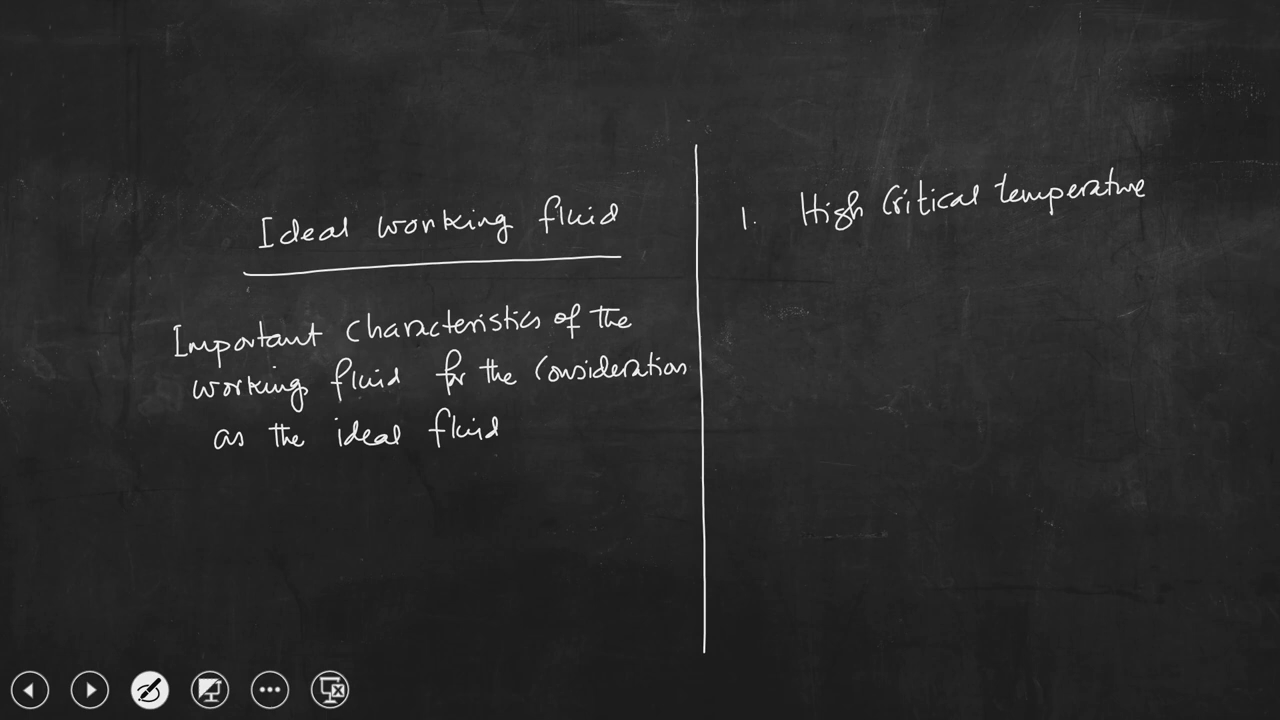 Ideal working fluid
Important characteristics of the
working fluid for the consideration
as the ideal fluid
1. High critical temperature